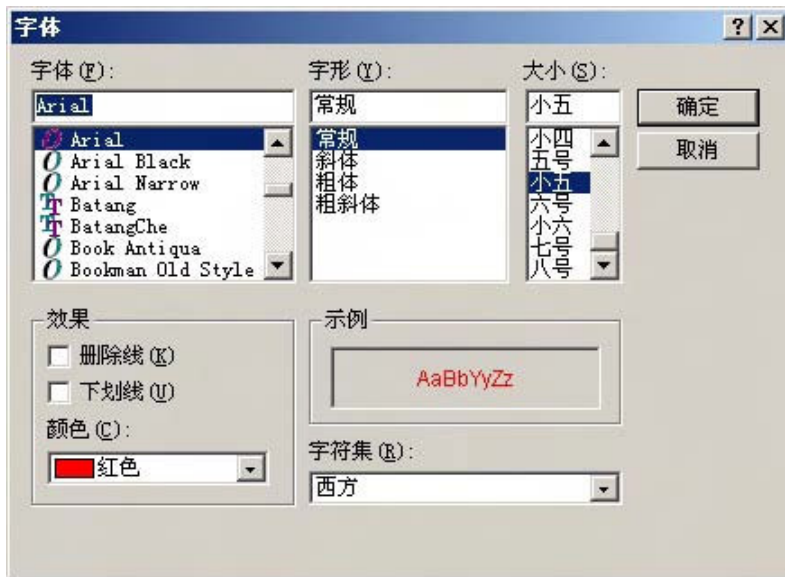 字体
字体(F):
Arial
Arial
Arial Black
Arial Narrow
Batang
BatangChe
Book Antiqua
Bookman Old Style
字形(Y):
常规
常规
斜体
粗体
粗斜体
大小(S):
小五
小四
五号
小五
六号
小六
七号
八号
确定
取消
效果
删除线(K)
下划线(U)
颜色(C):
红色
示例
AaBbYyZz
字符集(R):
西方